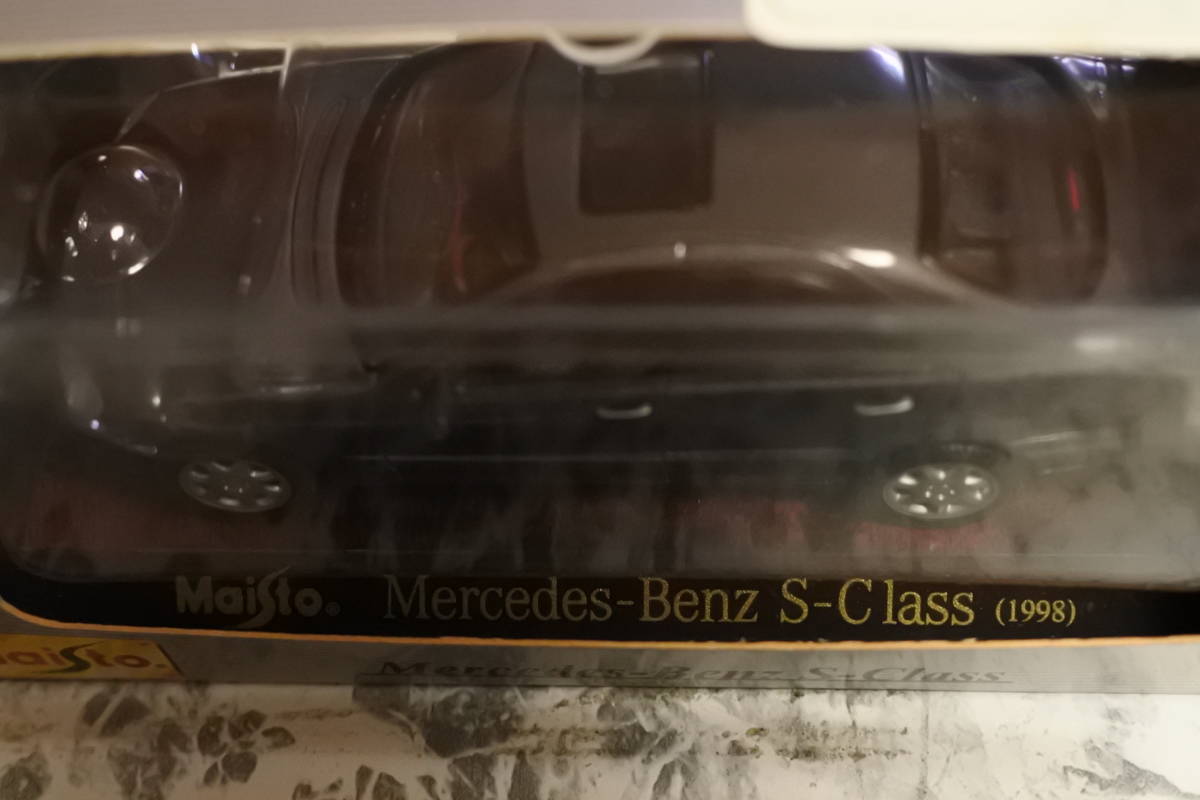 Maisto® Mercedes-Benz S-Class (1998)
Maisto. Mercedes-Benz S-Class